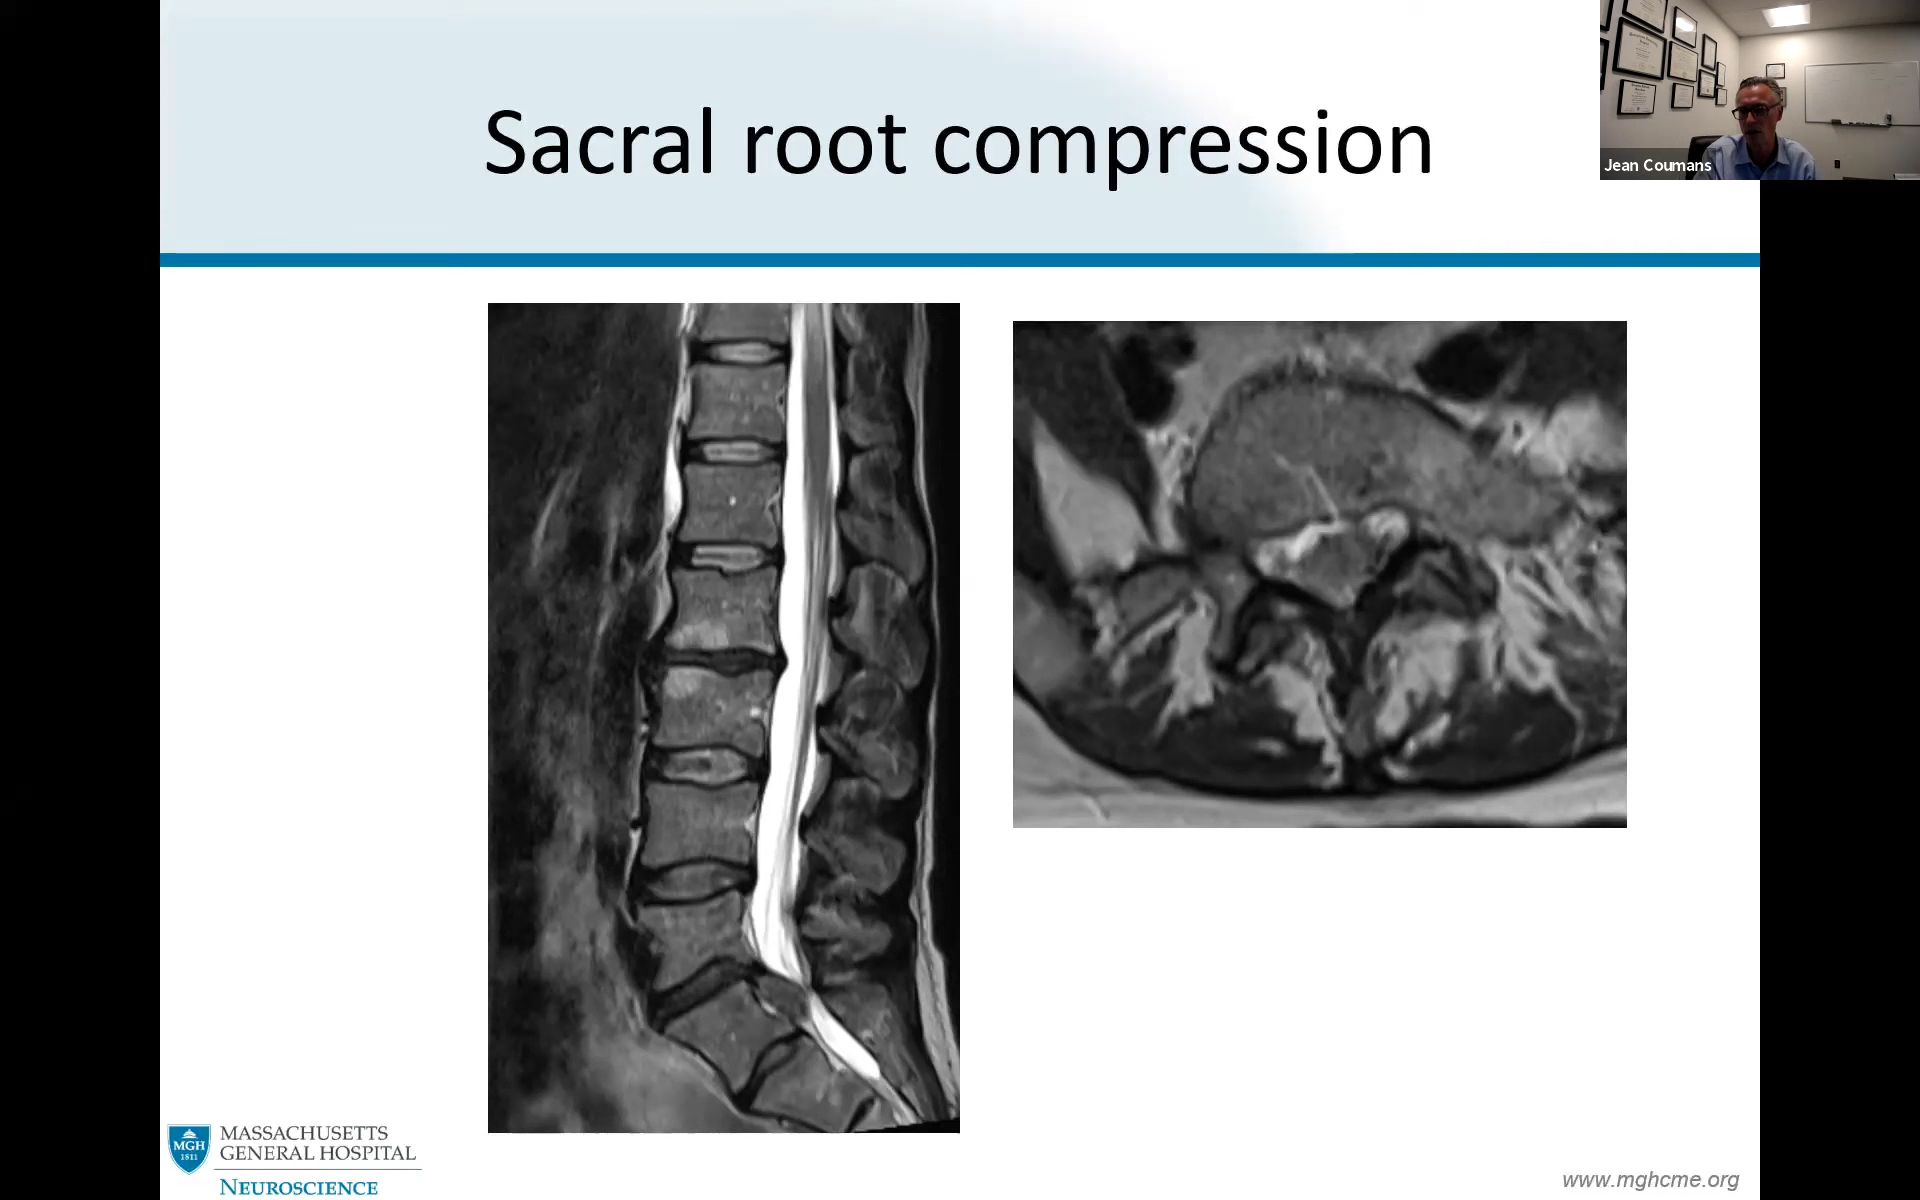 Sacral root compression
Jean Coumans
MGH
1811
MASSACHUSETTS
GENERAL HOSPITAL
NEUROSCIENCE
www.mghcme.org